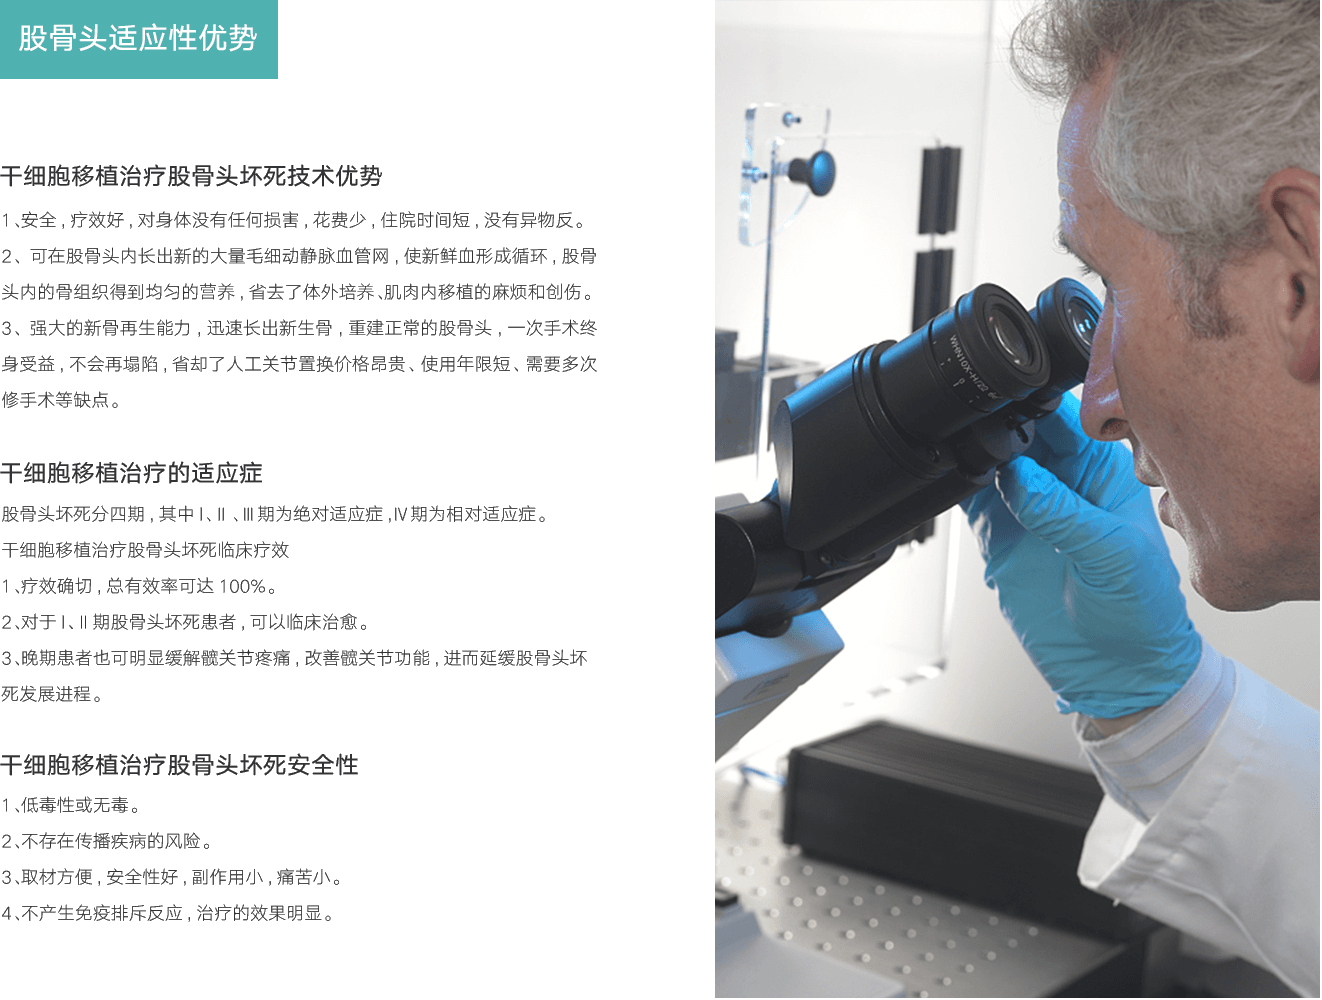 股骨头适应性优势
干细胞移植治疗股骨头坏死技术优势
1、安全，疗效好，对身体没有任何损害，花费少，住院时间短，没有异物反。
2、可在股骨头内长出新的大量毛细动静脉血管网，使新鲜血形成循环，股骨
头内的骨组织得到均匀的营养，省去了体外培养、肌肉内移植的麻烦和创伤。
3、强大的新骨再生能力，迅速长出新生骨，重建正常的股骨头，一次手术终
身受益，不会再塌陷，省却了人工关节置换价格昂贵、使用年限短、需要多次
修手术等缺点。
干细胞移植治疗的适应症
股骨头坏死分四期，其中 I、II 、III 期为绝对适应症，IV 期为相对适应症。
干细胞移植治疗股骨头坏死临床疗效
1、疗效确切，总有效率可达 100%。
2、对于 I、II 期股骨头坏死患者，可以临床治愈。
3、晚期患者也可明显缓解髋关节疼痛，改善髋关节功能，进而延缓股骨头坏
死发展进程。
干细胞移植治疗股骨头坏死安全性
1、低毒性或无毒。
2、不存在传播疾病的风险。
3、取材方便，安全性好，副作用小，痛苦小。
4、不产生免疫排斥反应，治疗的效果明显。
WHN10X-H/22